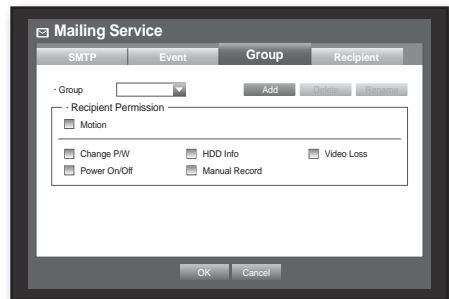 Mailing Service
SMTP Event Group Recipient
· Group Add Delete Rename
· Recipient Permission
Motion
Change P/W HDD Info Video Loss
Power On/Off Manual Record
OK Cancel